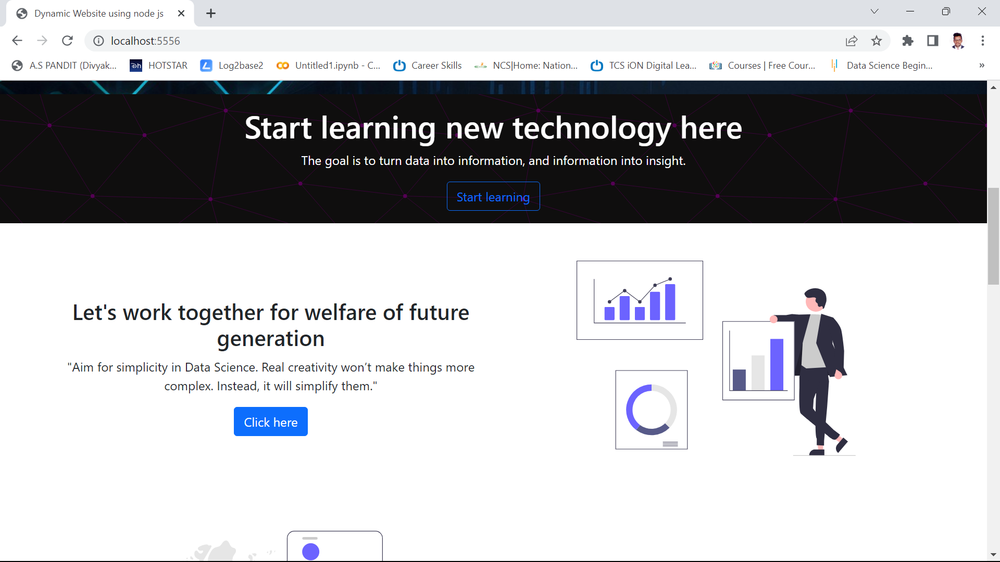 Dynamic Website using node js
localhost:5556
A.S PANDIT (Divyak... HOTSTAR Log2base2 Untitled1.ipynb - C... Career Skills NCS|Home: Nation... TCS iON Digital Lea... Courses | Free Cour... Data Science Begin... »
Start learning new technology here
The goal is to turn data into information, and information into insight.
Start learning
Let's work together for welfare of future
generation
"Aim for simplicity in Data Science. Real creativity won’t make things more
complex. Instead, it will simplify them."
Click here